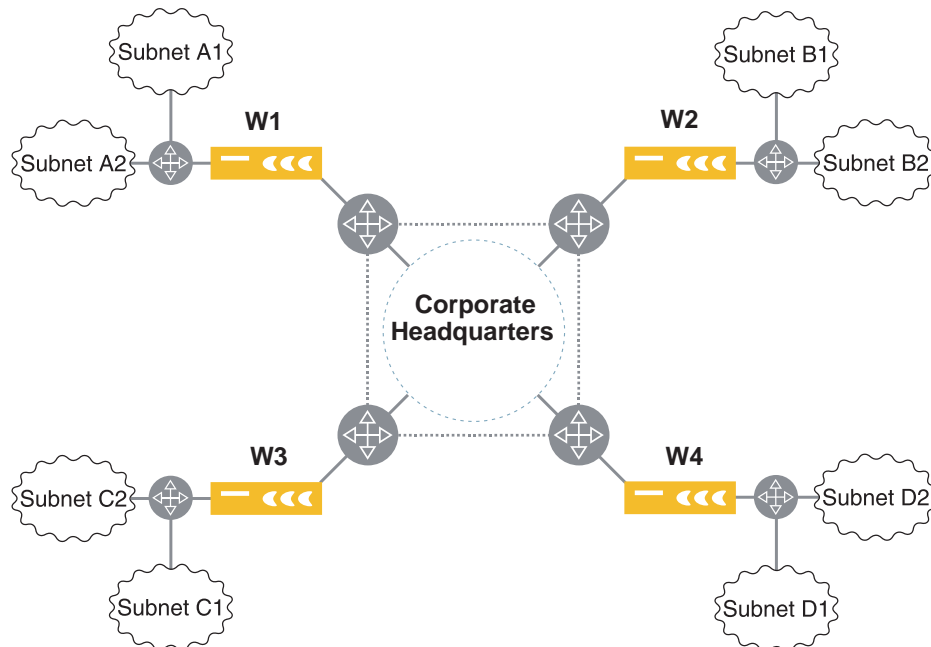 Subnet A1
Subnet B1
W1
W2
Subnet A2
Subnet B2
Corporate
Headquarters
W3
W4
Subnet C2
Subnet D2
Subnet C1
Subnet D1